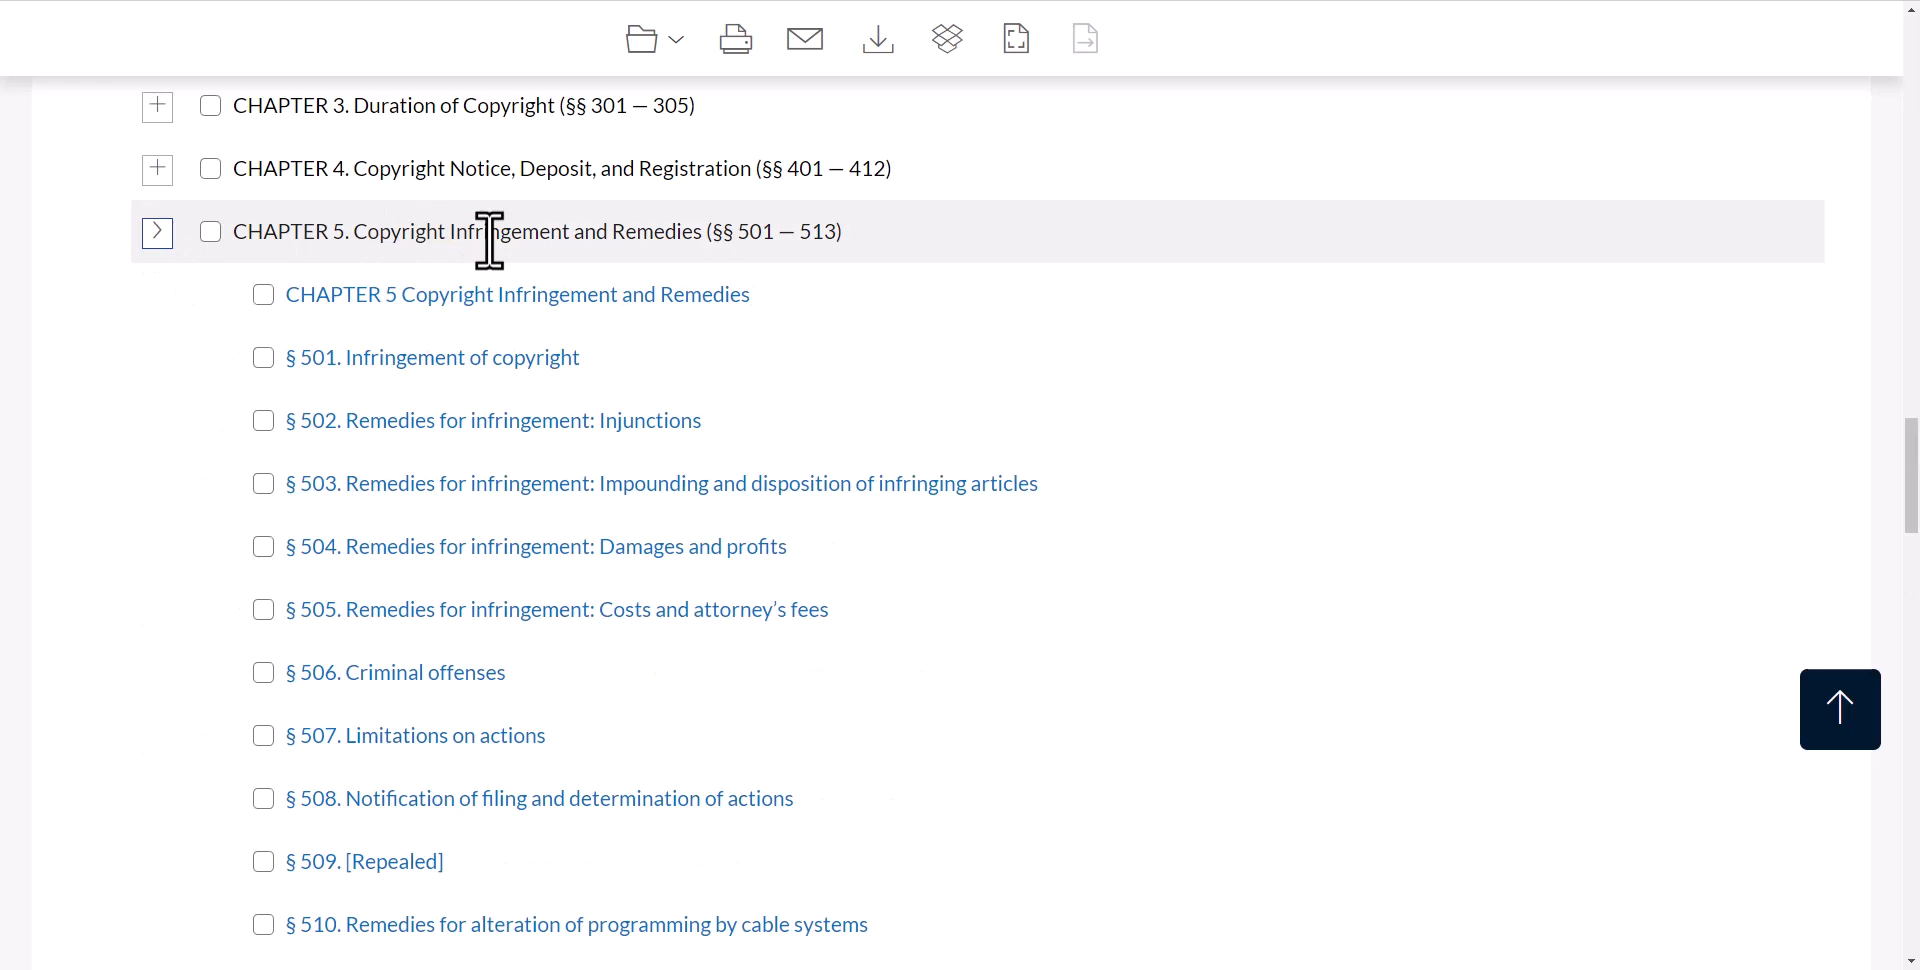 CHAPTER 3. Duration of Copyright (§§ 301 — 305)
CHAPTER 4. Copyright Notice, Deposit, and Registration (§§ 401 — 412)
CHAPTER 5. Copyright Infringement and Remedies (§§ 501 — 513)
CHAPTER 5 Copyright Infringement and Remedies
§ 501. Infringement of copyright
§ 502. Remedies for infringement: Injunctions
§ 503. Remedies for infringement: Impounding and disposition of infringing articles
§ 504. Remedies for infringement: Damages and profits
§ 505. Remedies for infringement: Costs and attorney’s fees
§ 506. Criminal offenses
§ 507. Limitations on actions
§ 508. Notification of filing and determination of actions
§ 509. [Repealed]
§ 510. Remedies for alteration of programming by cable systems